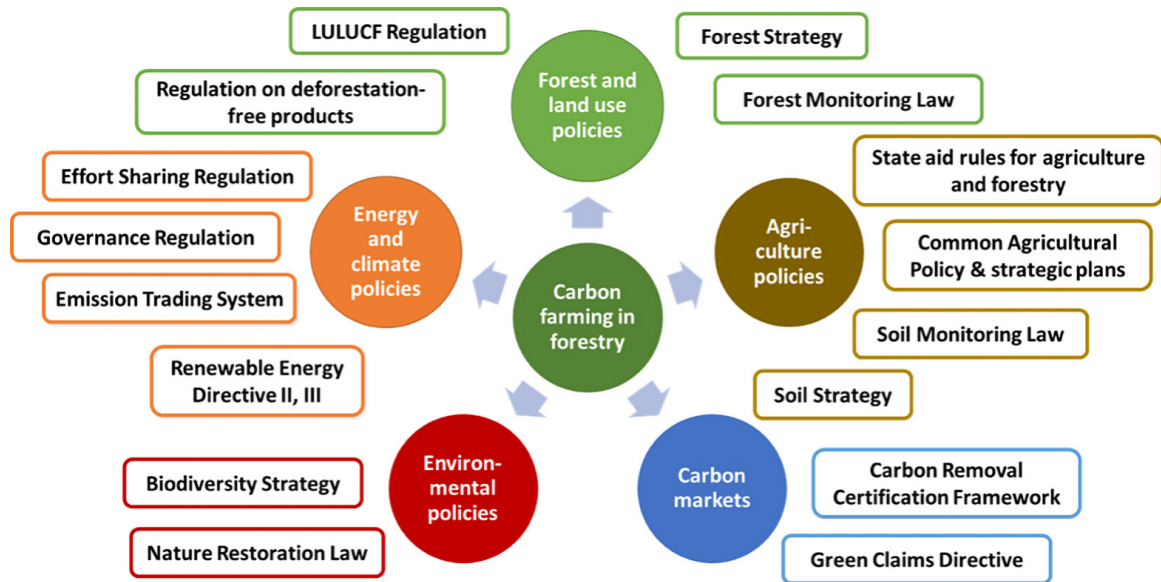 LULUCF Regulation
Forest Strategy
Forest and
land use
policies
Regulation on deforestation-
free products
Forest Monitoring Law
State aid rules for agriculture
and forestry
Effort Sharing Regulation
Energy
and
climate
policies
Agri-
culture
policies
Governance Regulation
Common Agricultural
Policy & strategic plans
Emission Trading System
Carbon
farming in
forestry
Soil Monitoring Law
Renewable Energy
Directive II, III
Soil Strategy
Environ-
mental
policies
Carbon
markets
Biodiversity Strategy
Carbon Removal
Certification Framework
Nature Restoration Law
Green Claims Directive